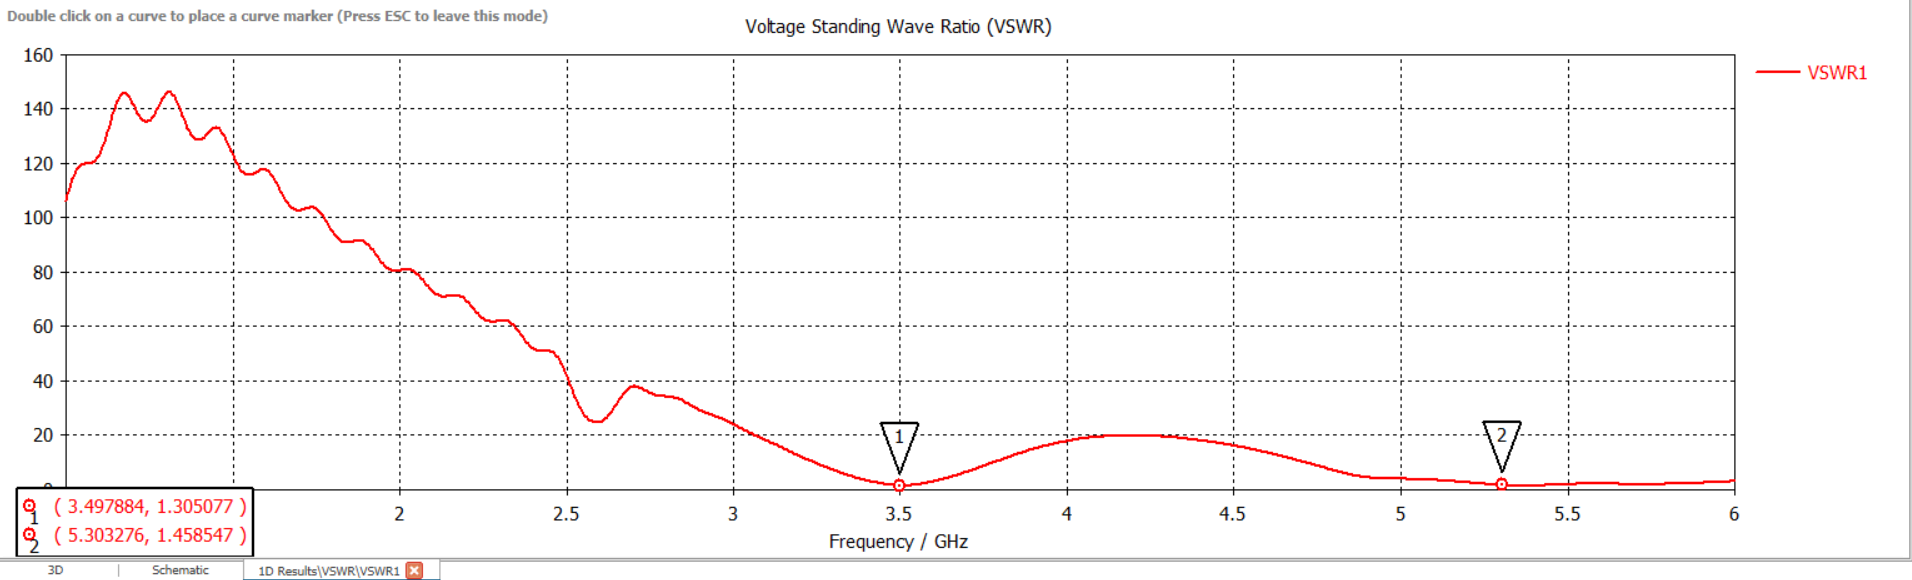 Double click on a curve to place a curve marker (Press ESC to leave this mode)
Voltage Standing Wave Ratio (VSWR)
VSWR1
160
140
120
100
80
60
40
20
1
2
( 3.497884, 1.305077 )
1
( 5.303276, 1.458547 )
2
2 2.5 3 3.5 4 4.5 5 5.5 6
Frequency / GHz
3D | Schematic 1D Results\VSWR\VSWR1